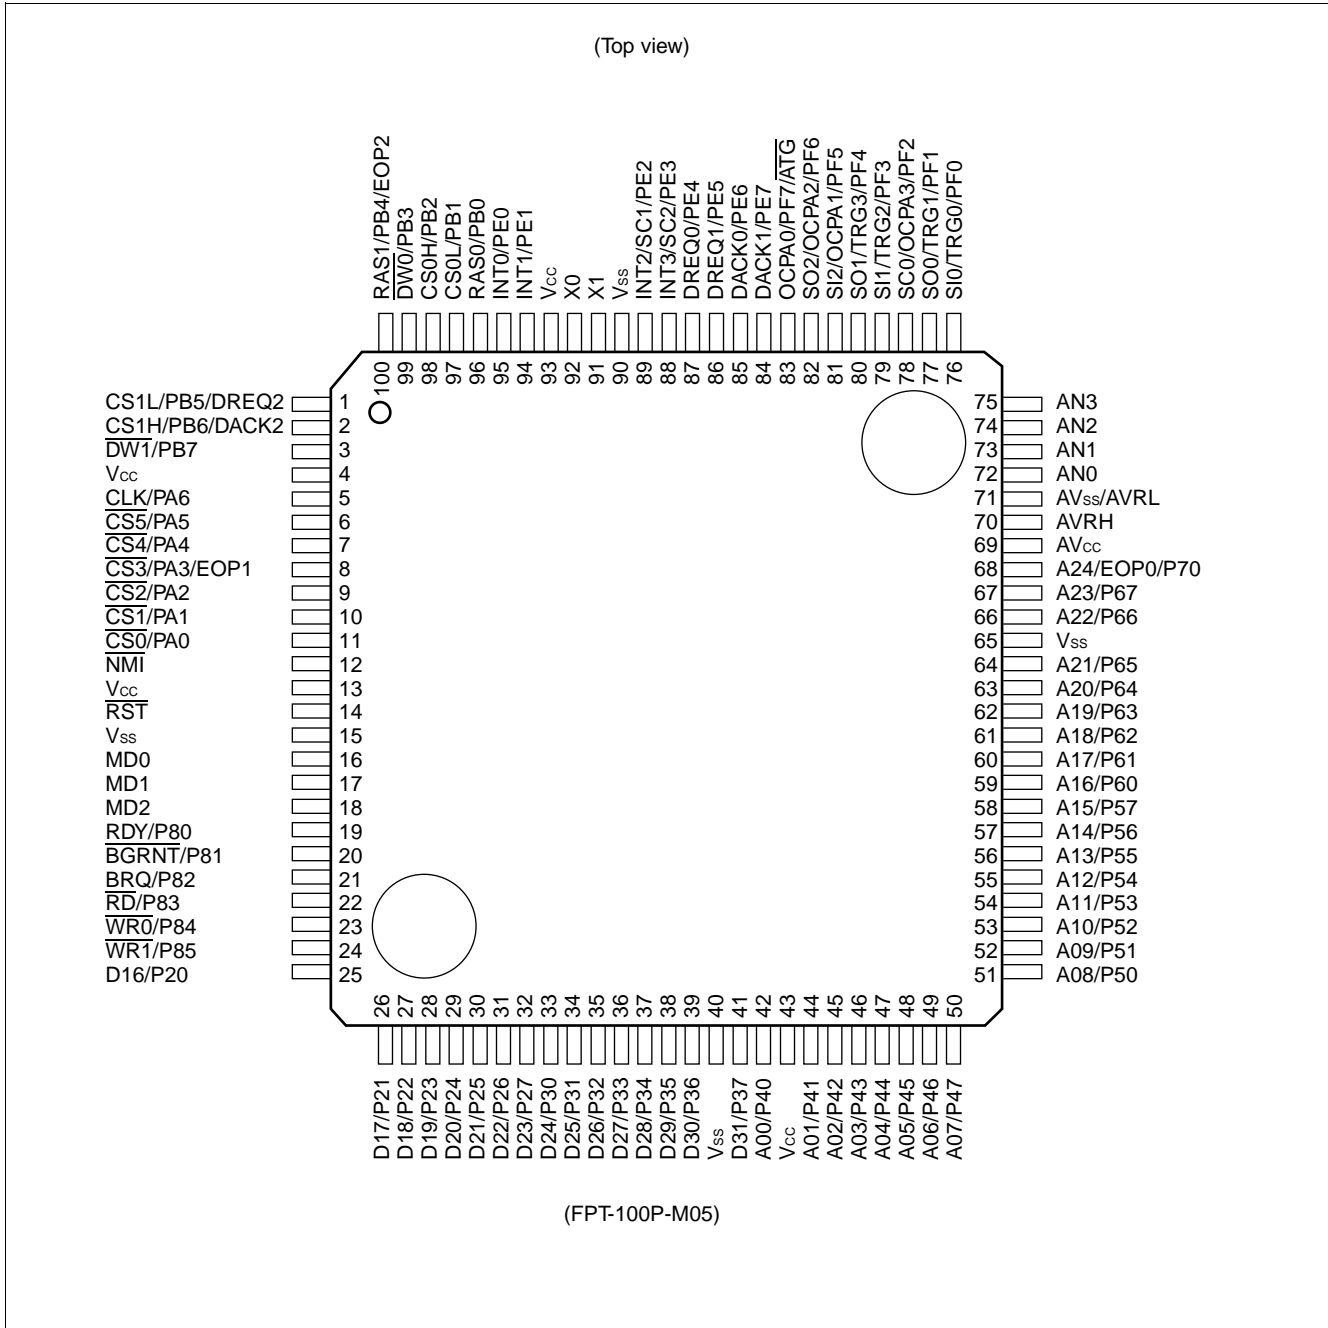 (Top view)
RAS1/PB4/EOP2
DW0/PB3
CS0H/PB2
CS0L/PB1
RAS0/PB0
INT0/PE0
INT1/PE1
Vcc
X0
X1
Vss
INT2/SC1/PE2
INT3/SC2/PE3
DREQ0/PE4
DREQ1/PE5
DACK0/PE6
DACK1/PE7
OCPA0/PF7/ATG
SO2/OCPA2/PF6
SI2/OCPA1/PF5
SO1/TRG3/PF4
SI1/TRG2/PF3
SC0/OCPA3/PF2
SO0/TRG1/PF1
SI0/TRG0/PF0
100
99
98
97
96
95
94
93
92
91
90
89
88
87
86
85
84
83
82
81
80
79
78
77
76
CS1L/PB5/DREQ2 1
CS1H/PB6/DACK2 2
DW1/PB7 3
Vcc 4
CLK/PA6 5
CS5/PA5 6
CS4/PA4 7
CS3/PA3/EOP1 8
CS2/PA2 9
CS1/PA1 10
CS0/PA0 11
NMI 12
Vcc 13
RST 14
Vss 15
MD0 16
MD1 17
MD2 18
RDY/P80 19
BGRNT/P81 20
BRQ/P82 21
RD/P83 22
WR0/P84 23
WR1/P85 24
D16/P20 25
75 AN3
74 AN2
73 AN1
72 AN0
71 AVss/AVRL
70 AVRH
69 AVcc
68 A24/EOP0/P70
67 A23/P67
66 A22/P66
65 Vss
64 A21/P65
63 A20/P64
62 A19/P63
61 A18/P62
60 A17/P61
59 A16/P60
58 A15/P57
57 A14/P56
56 A13/P55
55 A12/P54
54 A11/P53
53 A10/P52
52 A09/P51
51 A08/P50
26
27
28
29
30
31
32
33
34
35
36
37
38
39
40
41
42
43
44
45
46
47
48
49
50
D17/P21
D18/P22
D19/P23
D20/P24
D21/P25
D22/P26
D23/P27
D24/P30
D25/P31
D26/P32
D27/P33
D28/P34
D29/P35
D30/P36
Vss
D31/P37
A00/P40
Vcc
A01/P41
A02/P42
A03/P43
A04/P44
A05/P45
A06/P46
A07/P47
(FPT-100P-M05)